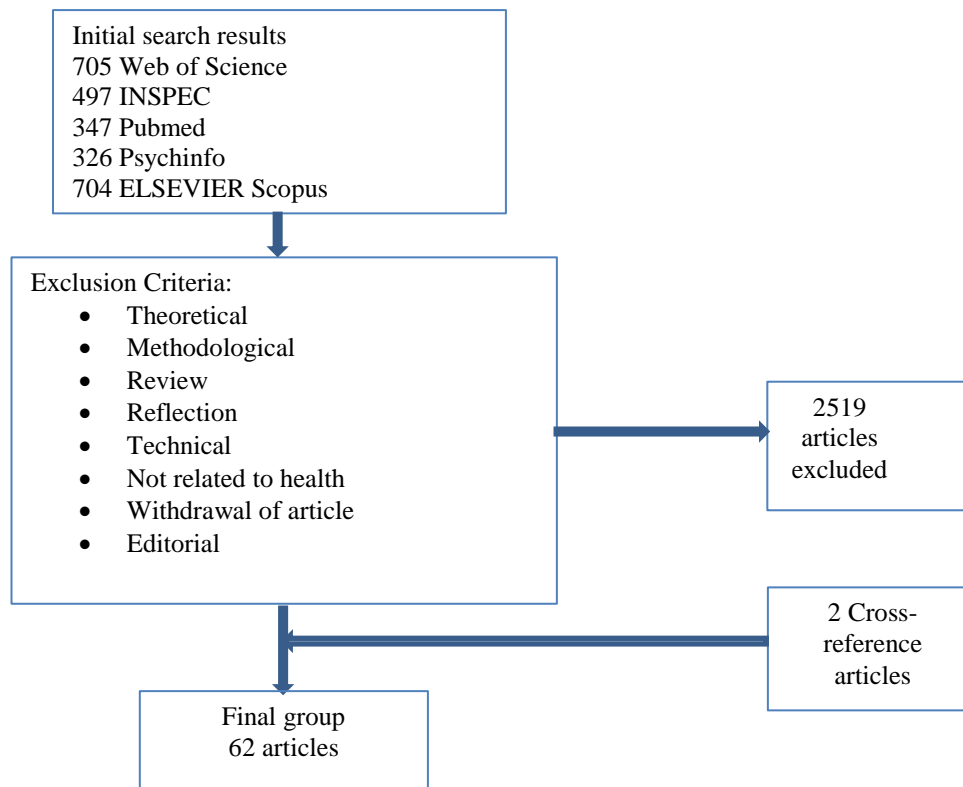 Initial search results
705 Web of Science
497 INSPEC
347 Pubmed
326 Psychinfo
704 ELSEVIER Scopus
Exclusion Criteria:
• Theoretical
• Methodological
• Review
• Reflection
• Technical
• Not related to health
• Withdrawal of article
• Editorial
2519
articles
excluded
2 Cross-
reference
articles
Final group
62 articles